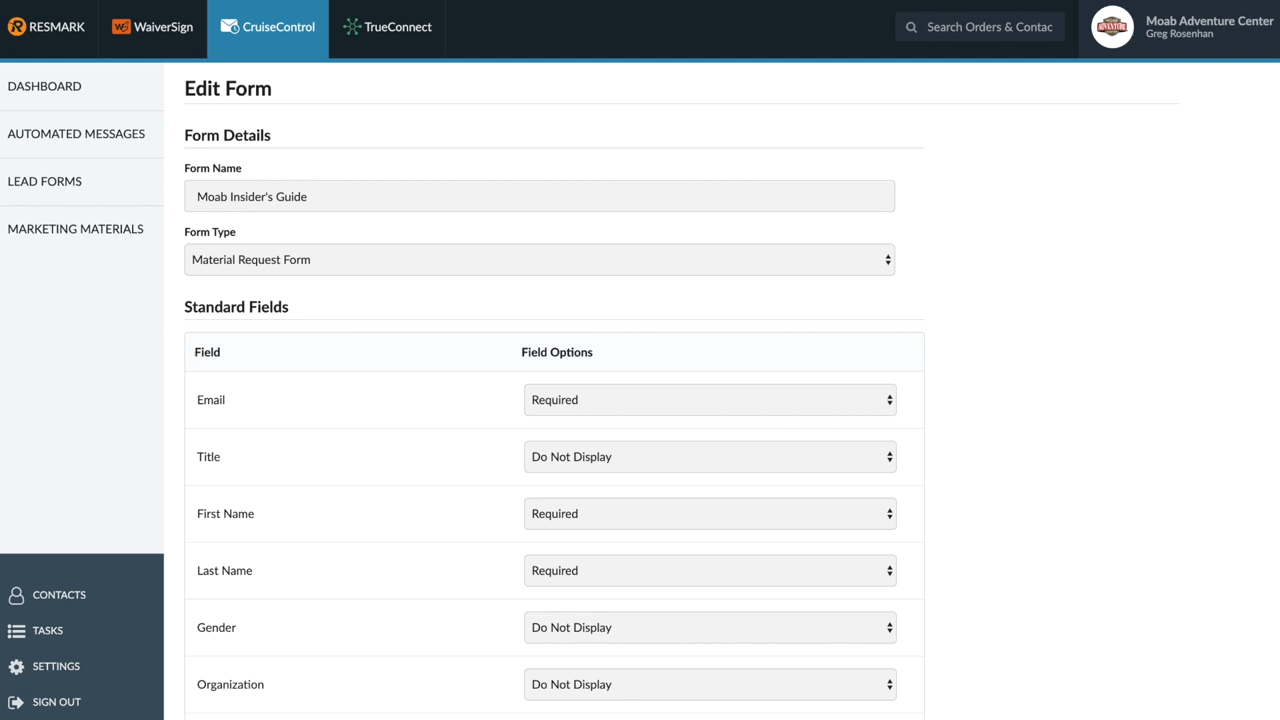 RESMARK
WaiverSign
CruiseControl
TrueConnect
Search Orders & Contac
Moab Adventure Center
Greg Rosenhan
DASHBOARD
AUTOMATED MESSAGES
LEAD FORMS
MARKETING MATERIALS
CONTACTS
TASKS
SETTINGS
SIGN OUT
Edit Form
Form Details
Form Name
Moab Insider's Guide
Form Type
Material Request Form
Standard Fields
Field Field Options
Email Required
Title Do Not Display
First Name Required
Last Name Required
Gender Do Not Display
Organization Do Not Display